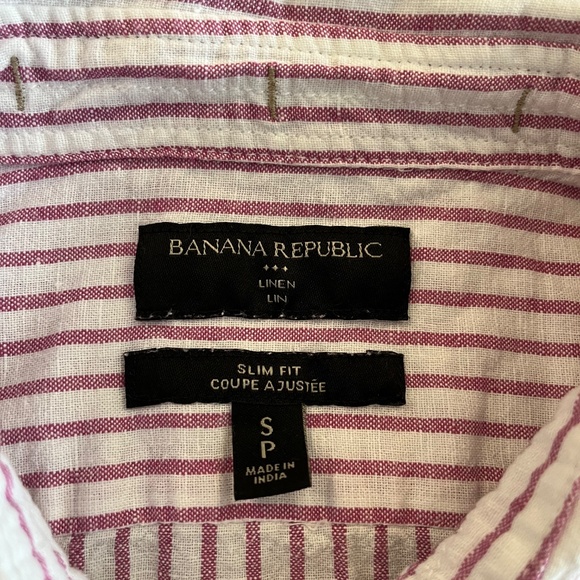 BANANA REPUBLIC
LINEN
LIN
SLIM FIT
COUPE AJUSTÉE
S
P
MADE IN
INDIA